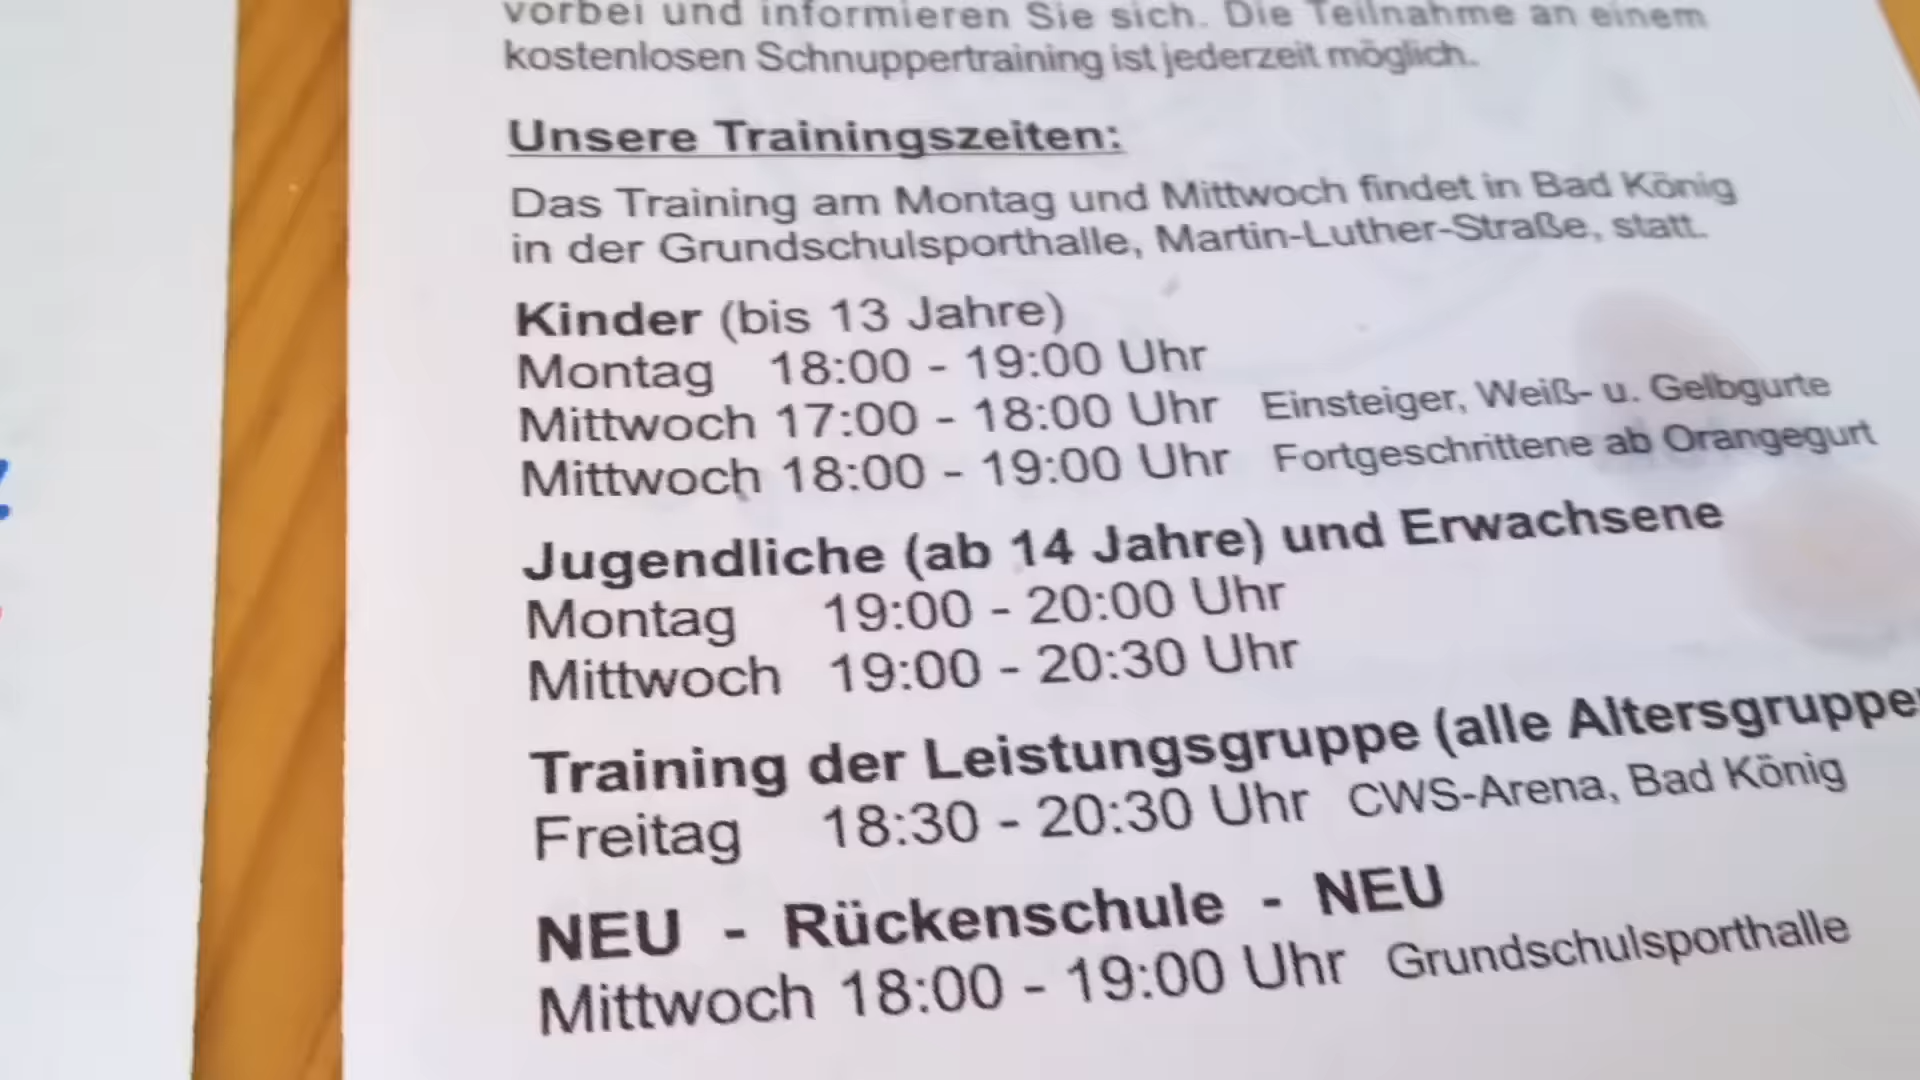 vorbei und informieren Sie sich. Die Teilnahme an einem
kostenlosen Schnuppertraining ist jederzeit möglich.
Unsere Trainingszeiten:
Das Training am Montag und Mittwoch findet in Bad König
in der Grundschulsporthalle, Martin-Luther-Straße, statt.
Kinder (bis 13 Jahre)
Montag 18:00 - 19:00 Uhr
Mittwoch 17:00 - 18:00 Uhr Einsteiger, Weiß- u. Gelbgurte
Mittwoch 18:00 - 19:00 Uhr Fortgeschrittene ab Orangegurt
Jugendliche (ab 14 Jahre) und Erwachsene
Montag 19:00 - 20:00 Uhr
Mittwoch 19:00 - 20:30 Uhr
Training der Leistungsgruppe (alle Altersgruppe
Freitag 18:30 - 20:30 Uhr CWS-Arena, Bad König
NEU - Rückenschule - NEU
Mittwoch 18:00 - 19:00 Uhr Grundschulsporthalle